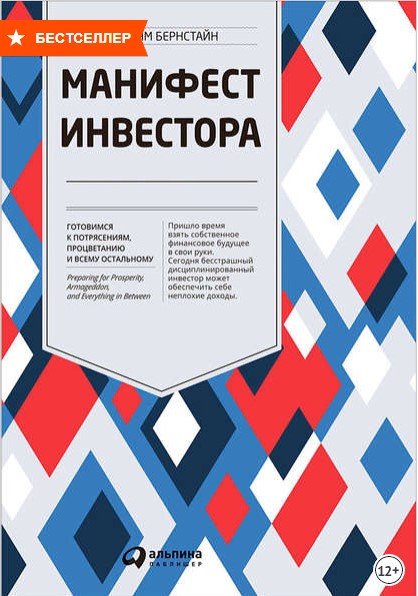 БЕСТСЕЛЛЕР
БЕРНСТАЙН
МАНИФЕСТ
ИНВЕСТОРА
ГОТОВИМСЯ
К ПОТРЯСЕНИЯМ,
ПРОЦВЕТАНИЮ
И ВСЕМУ ОСТАЛЬНОМУ
Preparing for Prosperity,
Armageddon,
and Everything in Between
Пришло время
взять собственное
финансовое будущее
в свои руки.
Сегодня бесстрашный
дисциплинированный
инвестор может
обеспечить себе
неплохие доходы.
альпина
ПАБЛИШЕР
12+